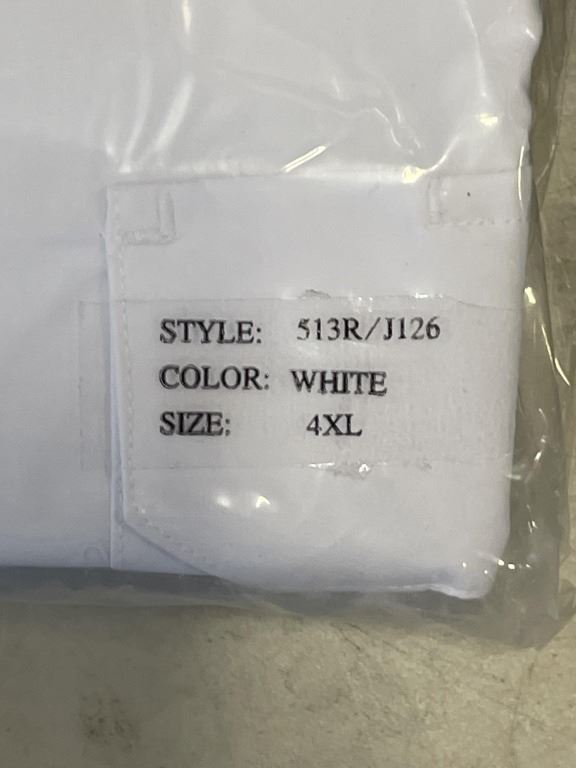 STYLE: 513R/J126
COLOR: WHITE
SIZE: 4XL